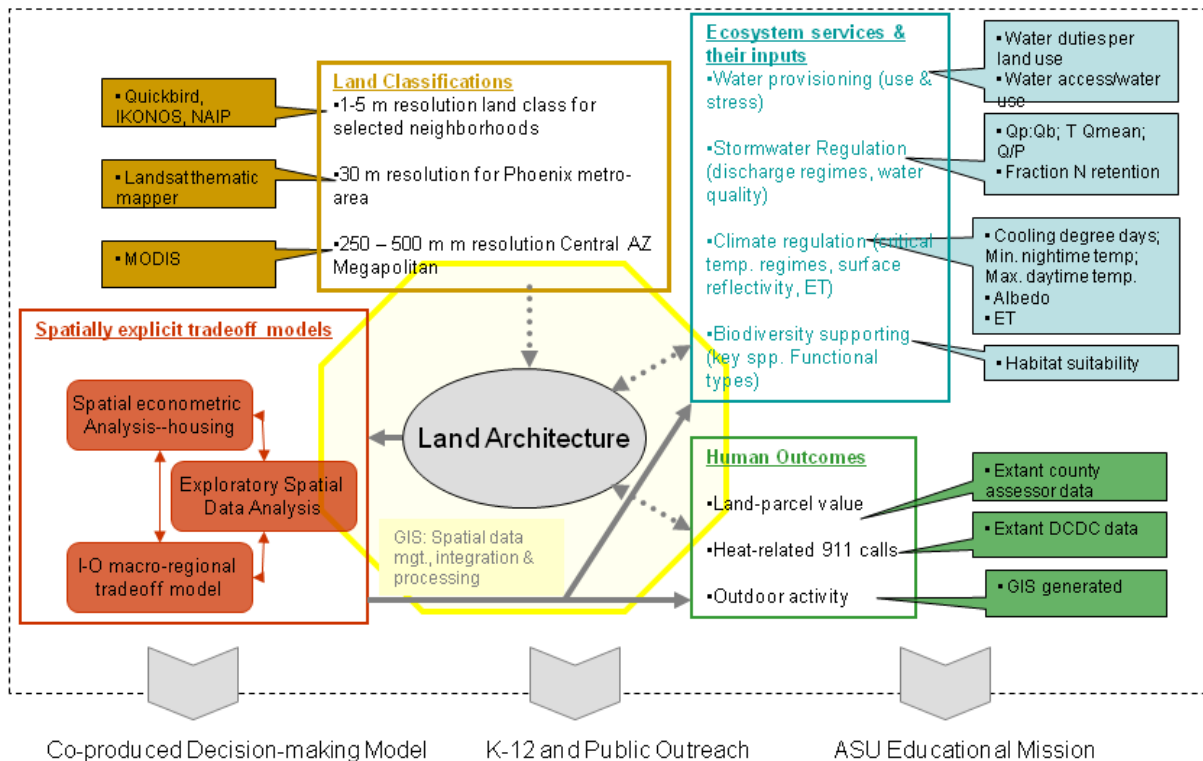 Land Classifications
▪1-5 m resolution land class for
selected neighborhoods
▪30 m resolution for Phoenix metro-
area
▪250 – 500 m m resolution Central AZ
Megapolitan
▪ Quickbird,
IKONOS, NAIP
▪ Landsatthematic
mapper
▪ MODIS
Ecosystem services &
their inputs
▪Water provisioning (use &
stress)
▪Stormwater Regulation
(discharge regimes, water
quality)
▪Climate regulation (critical
temp. regimes, surface
reflectivity, ET)
▪Biodiversity supporting
(key spp. Functional
types)
▪ Water duties per
land use
▪ Water access/water
use
▪ Qp:Qb; T Qmean;
Q/P
▪ Fraction N retention
▪ Cooling degree days;
Min. nightime temp;
Max. daytime temp.
▪ Albedo
▪ ET
▪ Habitat suitability
Spatially explicit tradeoff models
Spatial econometric
Analysis--housing
Exploratory Spatial
Data Analysis
I-O macro-regional
tradeoff model
Land Architecture
GIS: Spatial data
mgt., integration &
processing
Human Outcomes
▪Land-parcel value
▪Heat-related 911 calls
▪Outdoor activity
▪ Extant county
assessor data
▪ Extant DCDC data
▪ GIS generated
Co-produced Decision-making Model
K-12 and Public Outreach
ASU Educational Mission